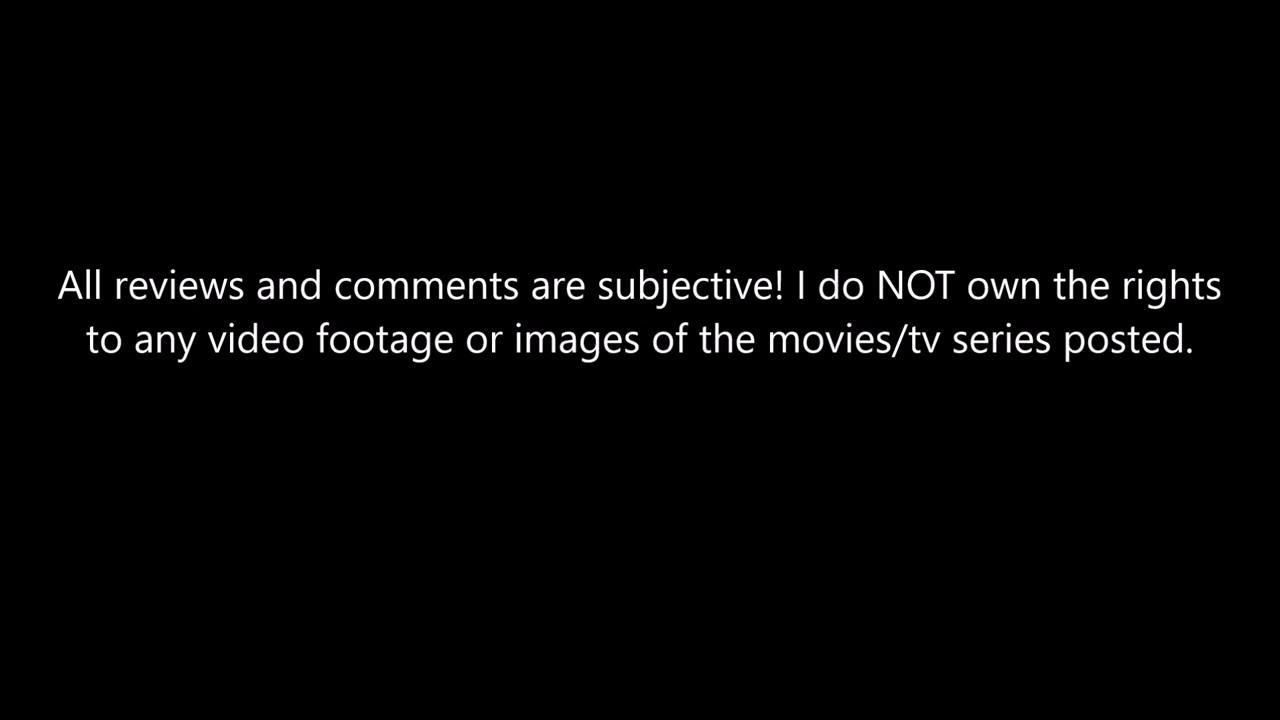 All reviews and comments are subjective! I do NOT own the rights
to any video footage or images of the movies/tv series posted.